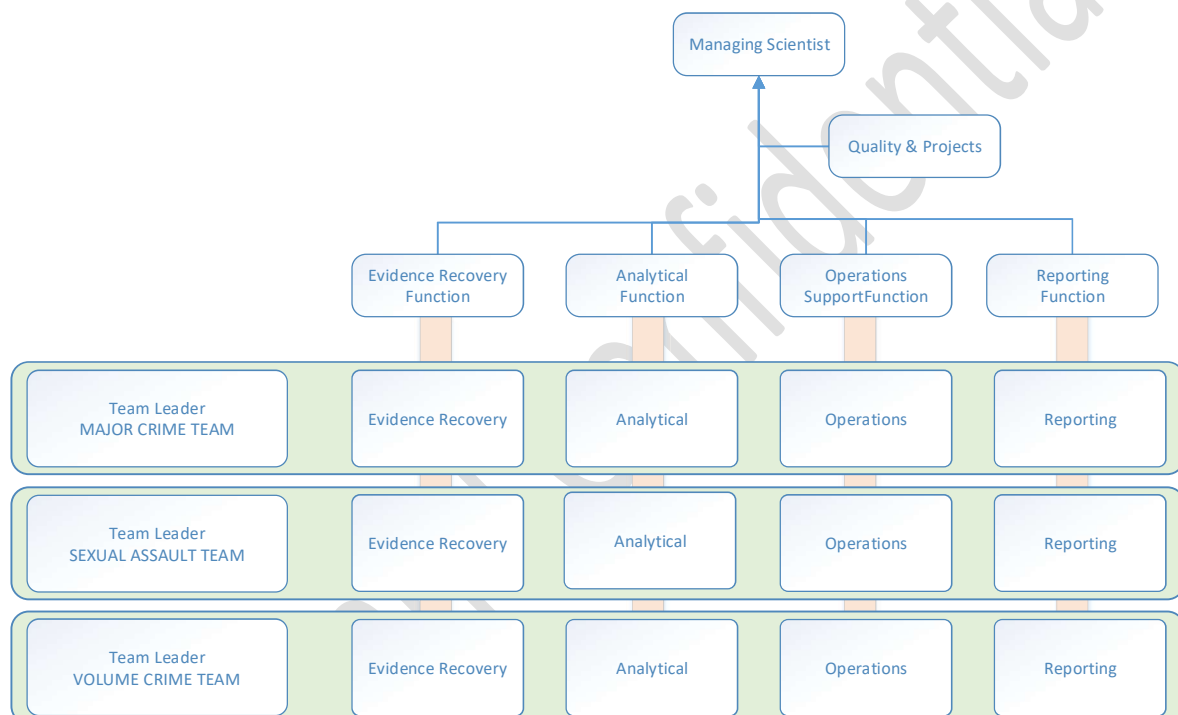 Managing Scientist
Quality & Projects
Evidence Recovery
Function
Analytical
Function
Operations
SupportFunction
Reporting
Function
Team Leader
MAJOR CRIME TEAM
Evidence Recovery
Analytical
Operations
Reporting
Team Leader
SEXUAL ASSAULT TEAM
Evidence Recovery
Analytical
Operations
Reporting
Team Leader
VOLUME CRIME TEAM
Evidence Recovery
Analytical
Operations
Reporting